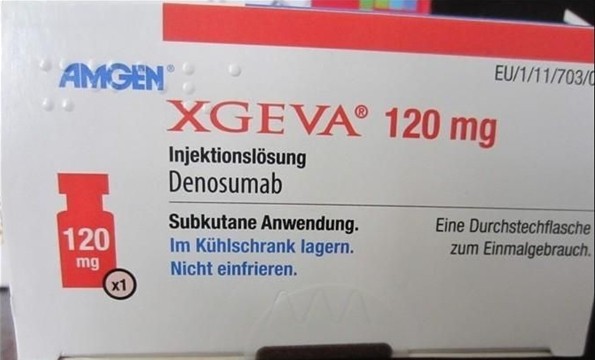 AMGEN®
EU/1/11/703/0
XGEVA® 120 mg
Injektionslösung
Denosumab
Subkutane Anwendung.
Im Kühlschrank lagern.
Nicht einfrieren.
Eine Durchstechflasche
zum Einmalgebrauch.
120
mg
x1